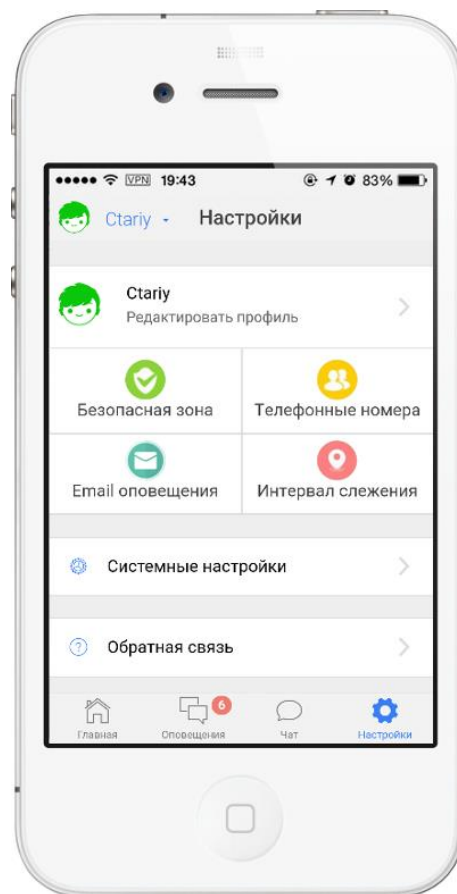 VPN 19:43 83%
Ctariy Настройки
Ctariy
Редактировать профиль
Безопасная зона Телефонные номера
Email оповещения Интервал слежения
Системные настройки
Обратная связь
6
Главная Оповещения Чат Настройки